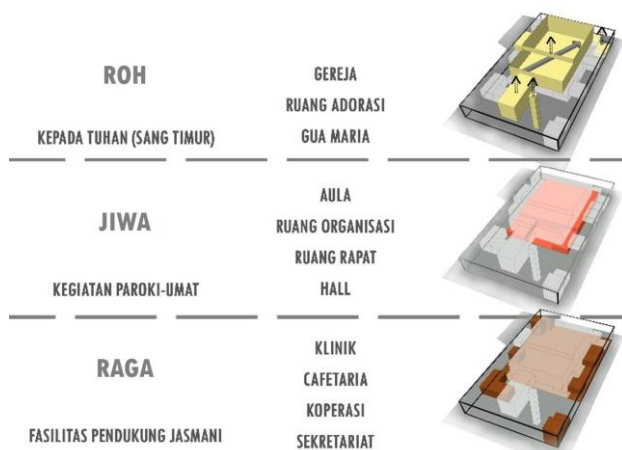 ROH
KEPADA TUHAN (SANG TIMUR)
GEREJA
RUANG ADORASI
GUA MARIA
JIWA
KEGIATAN PAROKI-UMAT
AULA
RUANG ORGANISASI
RUANG RAPAT
HALL
RAGA
FASILITAS PENDUKUNG JASMANI
KLINIK
CAFETARIA
KOPERASI
SEKRETARIAT